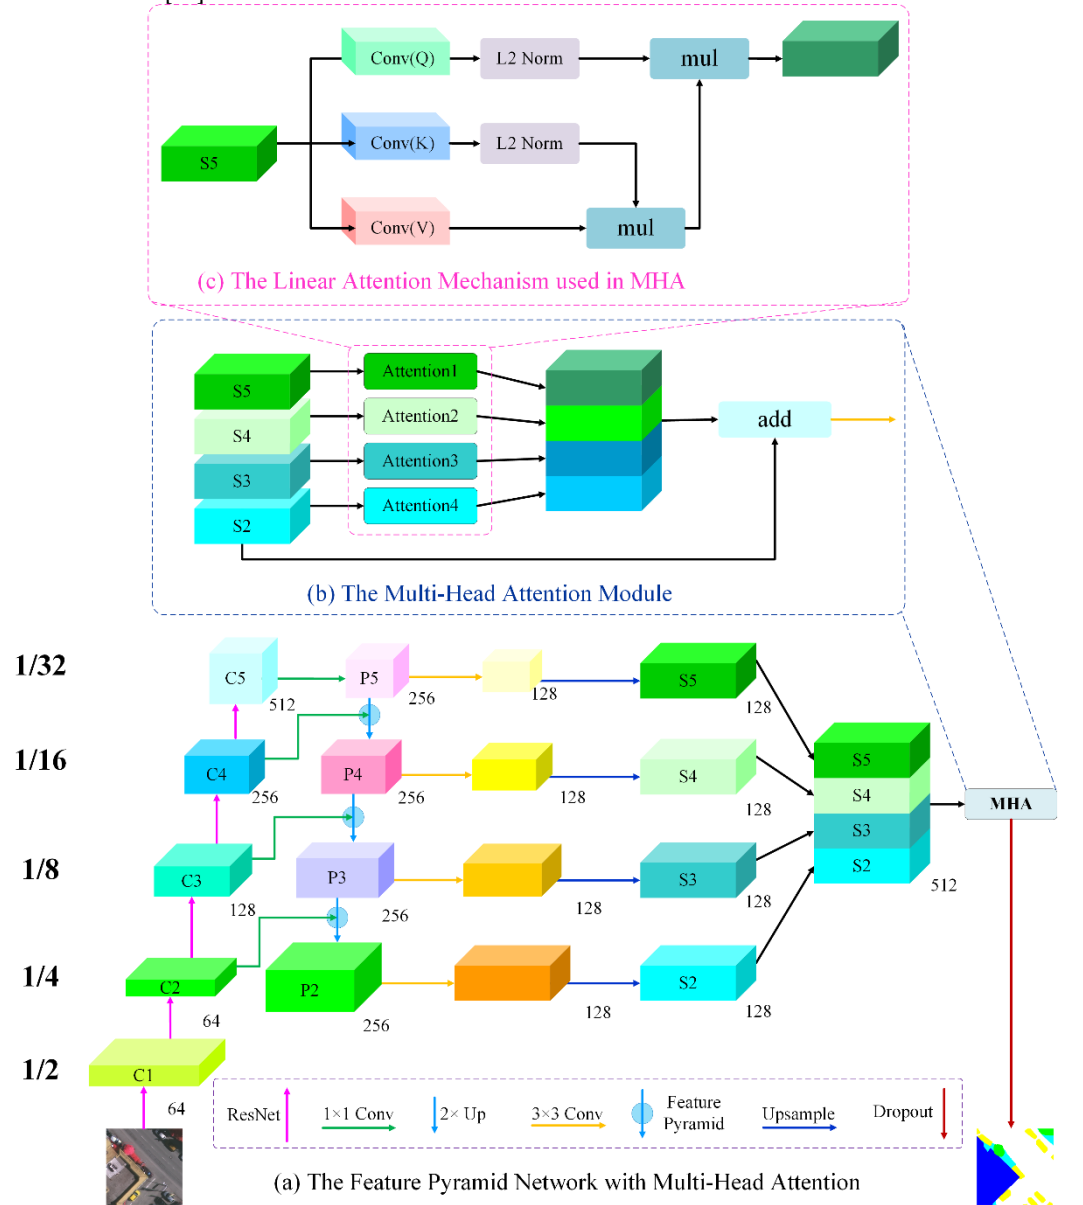 Conv(Q)
L2 Norm
mul
S5
Conv(K)
L2 Norm
Conv(V)
mul
(c) The Linear Attention Mechanism used in MHA
S5
Attention1
S4
Attention2
add
S3
Attention3
S2
Attention4
(b) The Multi-Head Attention Module
1/32
C5
512
P5
256
128
S5
128
1/16
C4
256
P4
256
128
S4
128
S5
S4
S3
S2
512
MHA
1/8
C3
128
P3
256
128
S3
128
1/4
C2
64
P2
256
128
S2
128
1/2
C1
64
ResNet
1×1 Conv
2× Up
3×3 Conv
Feature
Pyramid
Upsample
Dropout
(a) The Feature Pyramid Network with Multi-Head Attention